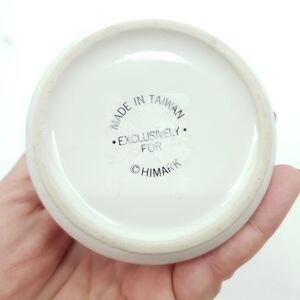 MADE IN TAIWAN
• EXCLUSIVELY •
FOR
© HIMARK